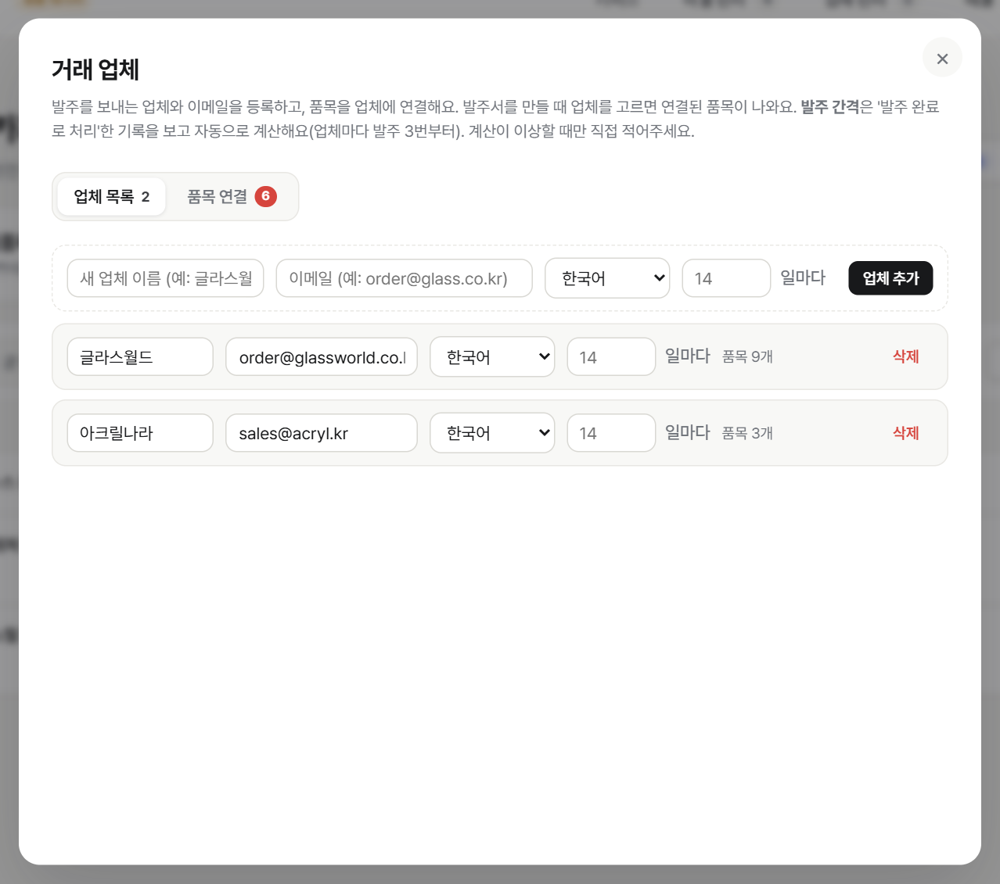 거래 업체
발주를 보내는 업체와 이메일을 등록하고, 품목을 업체에 연결해요. 발주서를 만들 때 업체를 고르면 연결된 품목이 나와요. 발주 간격은 '발주 완료
로 처리'한 기록을 보고 자동으로 계산해요(업체마다 발주 3번부터). 계산이 이상할 때만 직접 적어주세요.
업체 목록 2 품목 연결 6
새 업체 이름 (예: 글라스월 이메일 (예: order@glass.co.kr) 한국어 14 일마다 업체 추가
글라스월드 order@glassworld.co. 한국어 14 일마다 품목 9개 삭제
아크릴나라 sales@acryl.kr 한국어 14 일마다 품목 3개 삭제